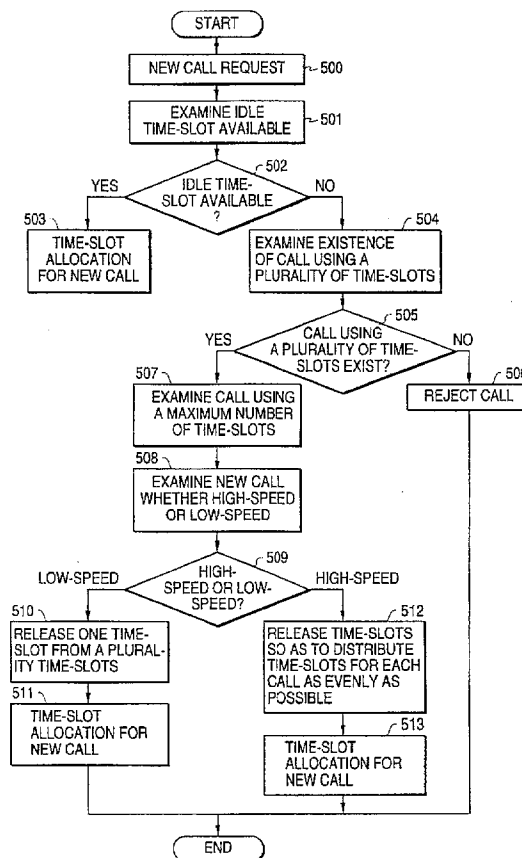 START
NEW CALL REQUEST
500
EXAMINE IDLE
TIME-SLOT AVAILABLE
501
502
IDLE TIME-
SLOT AVAILABLE
?
YES
NO
503
TIME-SLOT
ALLOCATION
FOR NEW CALL
504
EXAMINE EXISTENCE
OF CALL USING A
PLURALITY OF TIME-SLOTS
505
CALL USING
A PLURALITY OF TIME-
SLOTS EXIST?
YES
NO
506
REJECT CALL
507
EXAMINE CALL USING
A MAXIMUM NUMBER
OF TIME-SLOTS
508
EXAMINE NEW CALL
WHETHER HIGH-SPEED
OR LOW-SPEED
509
HIGH-
SPEED OR LOW-
SPEED?
LOW-SPEED
HIGH-SPEED
510
RELEASE ONE TIME-
SLOT FROM A PLURAL-
ITY TIME-SLOTS
511
TIME-SLOT
ALLOCATION FOR
NEW CALL
512
RELEASE TIME-SLOTS
SO AS TO DISTRIBUTE
TIME-SLOTS FOR EACH
CALL AS EVENLY AS
POSSIBLE
513
TIME-SLOT
ALLOCATION FOR
NEW CALL
END